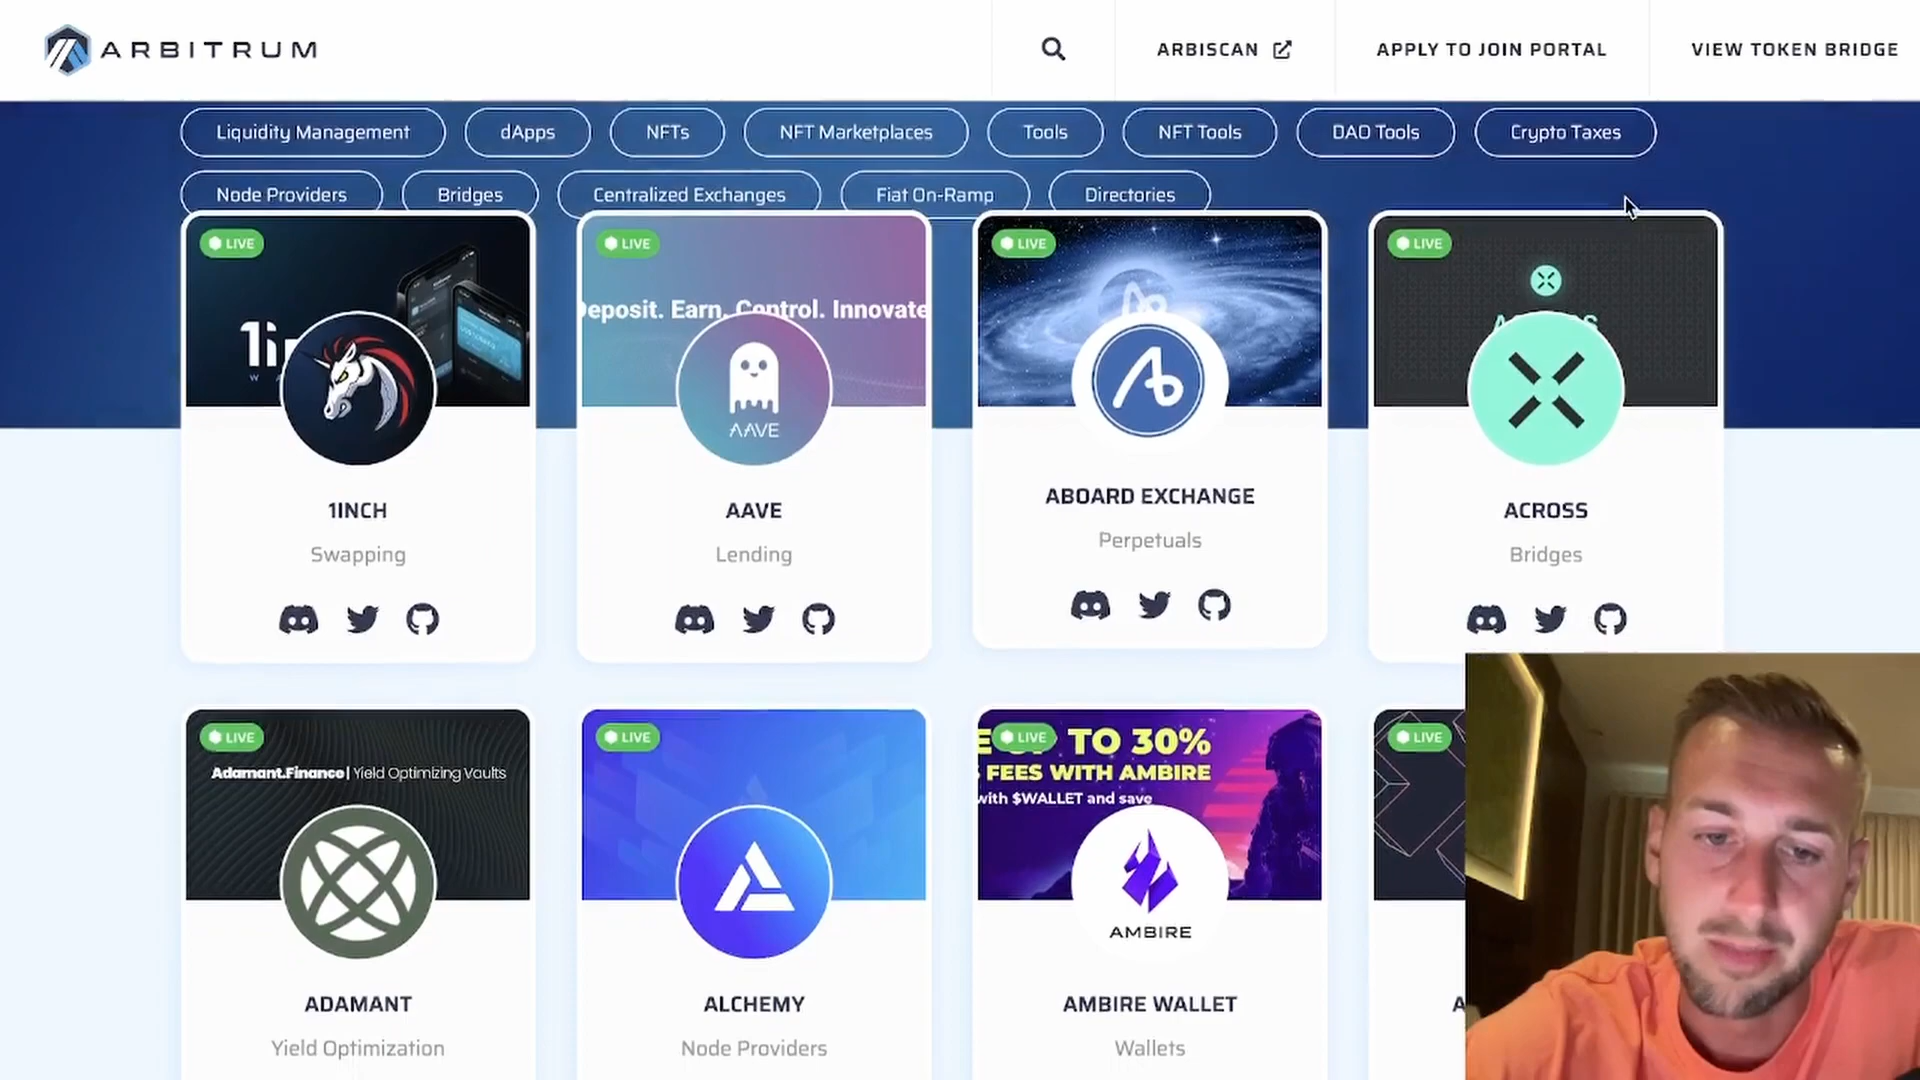 ARBITRUM
ARBISCAN
APPLY TO JOIN PORTAL
VIEW TOKEN BRIDGE
Liquidity Management
dApps
NFTs
NFT Marketplaces
Tools
NFT Tools
DAO Tools
Crypto Taxes
Node Providers
Bridges
Centralized Exchanges
Fiat On-Ramp
Directories
LIVE
LIVE
Deposit. Earn. Control. Innovate
AAVE
LIVE
LIVE
1INCH
Swapping
AAVE
Lending
ABOARD EXCHANGE
Perpetuals
ACROSS
Bridges
LIVE
Adamant.Finance | Yield Optimizing Vaults
LIVE
LIVE
TO 30%
FEES WITH AMBIRE
with $WALLET and save
AMBIRE
LIVE
ADAMANT
Yield Optimization
ALCHEMY
Node Providers
AMBIRE WALLET
Wallets